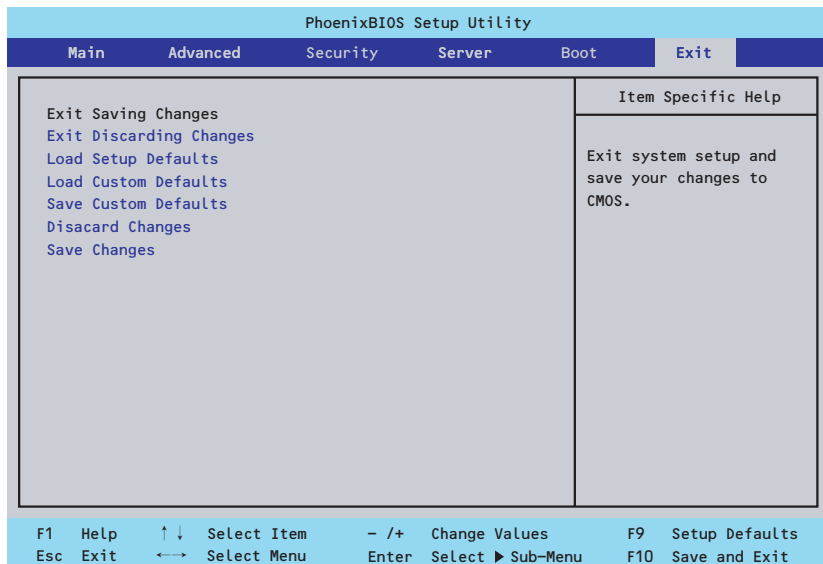 PhoenixBIOS Setup Utility
Main Advanced Security Server Boot Exit
Exit Saving Changes
Exit Discarding Changes
Load Setup Defaults
Load Custom Defaults
Save Custom Defaults
Disacard Changes
Save Changes
Item Specific Help
Exit system setup and
save your changes to
CMOS.
F1 Help ↑↓ Select Item – /+ Change Values F9 Setup Defaults
Esc Exit ←→ Select Menu Enter Select ▶ Sub-Menu F10 Save and Exit